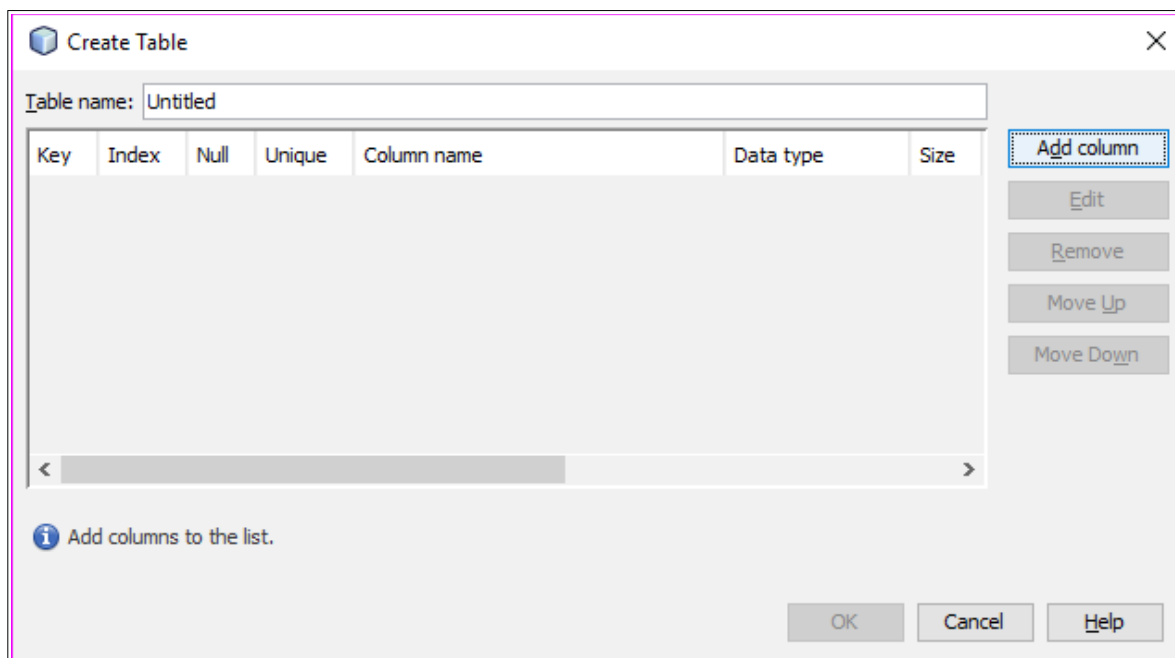 Create Table
Table name: Untitled
Key Index Null Unique Column name Data type Size
Add column
Edit
Remove
Move Up
Move Down
Add columns to the list.
OK Cancel Help